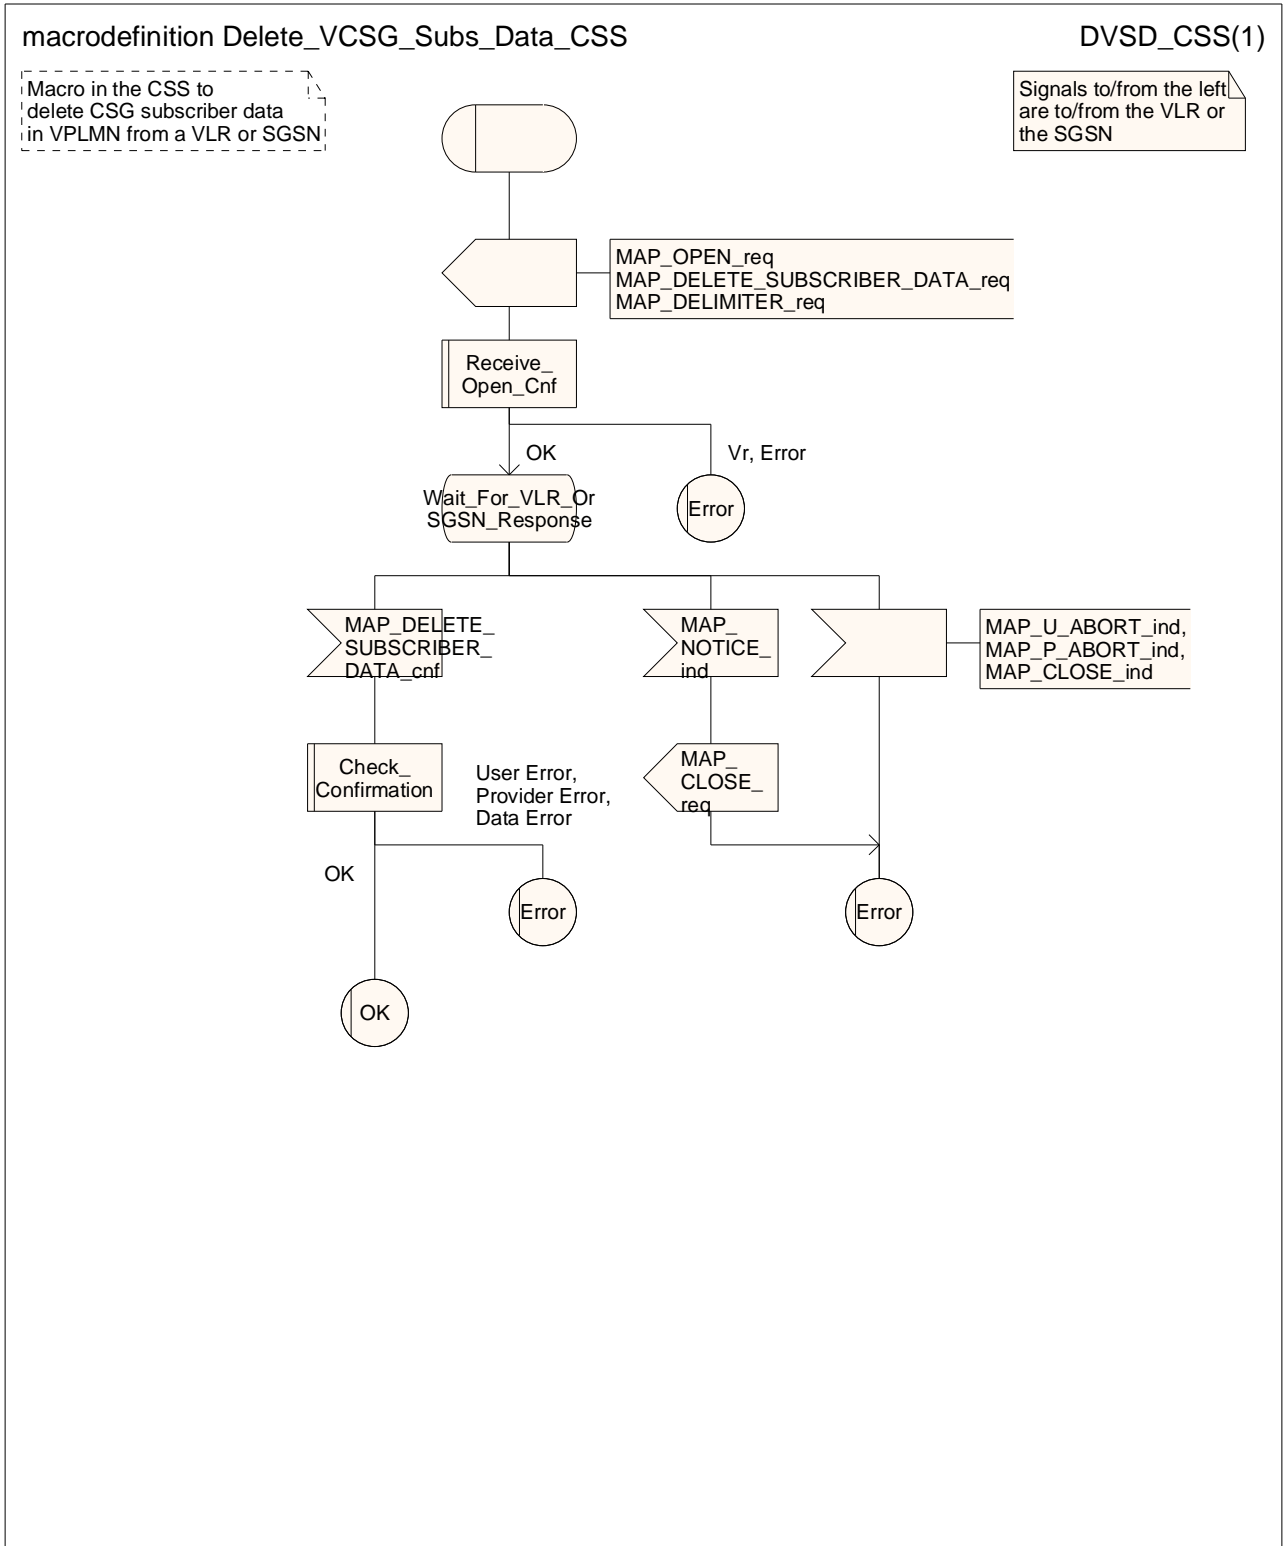 macrodefinition Delete_VCSG_Subs_Data_CSS
DVSD_CSS(1)
Macro in the CSS to
delete CSG subscriber data
in VPLMN from a VLR or SGSN
Signals to/from the left
are to/from the VLR or
the SGSN
MAP_OPEN_req
MAP_DELETE_SUBSCRIBER_DATA_req
MAP_DELIMITER_req
Receive_
Open_Cnf
OK
Vr, Error
Wait_For_VLR_Or
SGSN_Response
Error
MAP_DELETE_
SUBSCRIBER_
DATA_cnf
MAP_
NOTICE_
ind
MAP_U_ABORT_ind,
MAP_P_ABORT_ind,
MAP_CLOSE_ind
Check_
Confirmation
User Error,
Provider Error,
Data Error
MAP_
CLOSE_
req
OK
Error
Error
OK